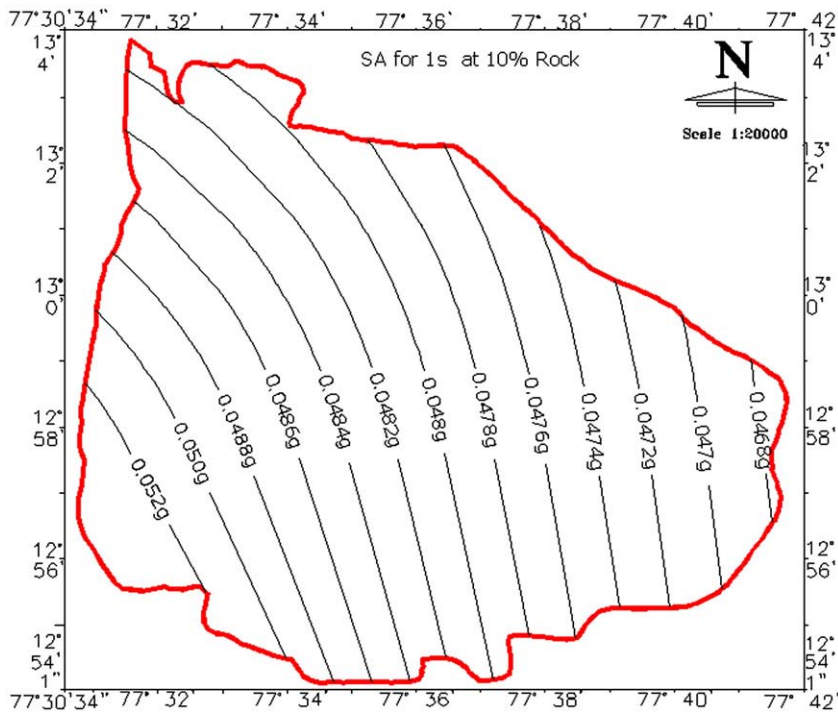 77° 30' 34" 77° 32' 77° 34' 77° 36' 77° 38' 77° 40' 77° 42'
13° 4' 13° 4'
SA for 1s at 10% Rock
N
Scale 1:20000
13° 2' 13° 2'
13° 0' 13° 0'
12° 58' 12° 58'
0.052g
0.050g
0.0488g
0.0486g
0.0484g
0.0482g
0.048g
0.0478g
0.0476g
0.0474g
0.0472g
0.047g
0.0468g
12° 56' 12° 56'
12° 54' 1" 12° 54' 1"
77° 30' 34" 77° 32' 77° 34' 77° 36' 77° 38' 77° 40' 77° 42'